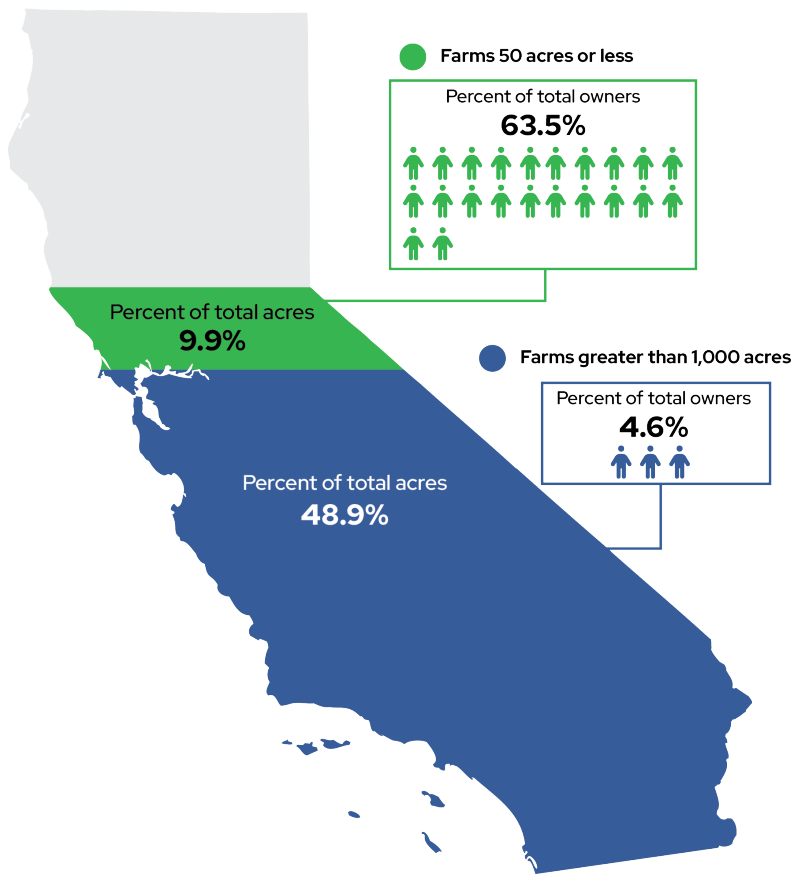 Farms 50 acres or less
Percent of total owners
63.5%
Percent of total acres
9.9%
Farms greater than 1,000 acres
Percent of total owners
4.6%
Percent of total acres
48.9%